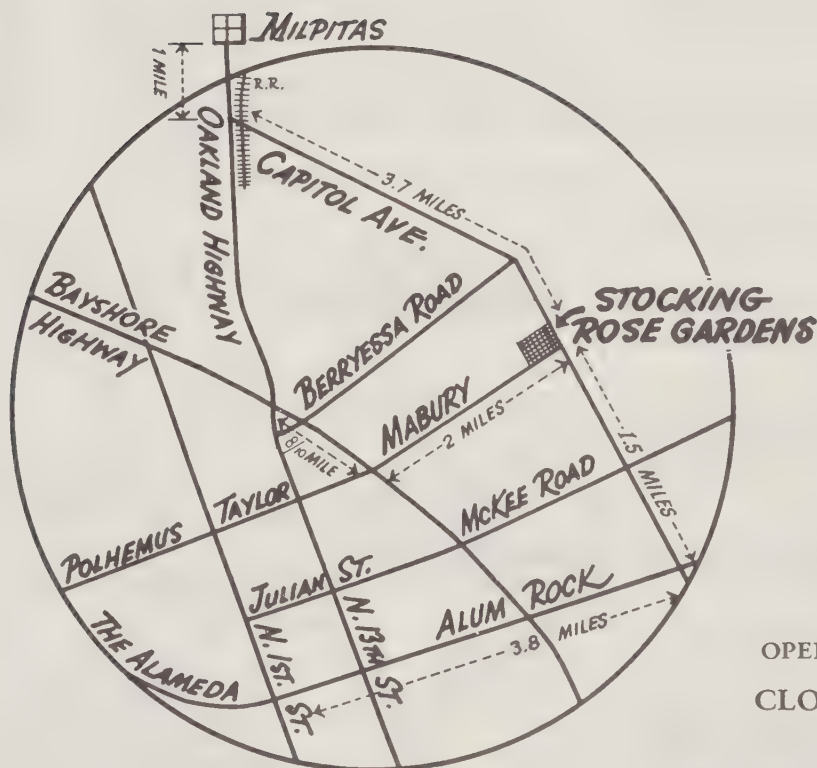 MILPITAS
1 MILE
R.R.
OAKLAND HIGHWAY
CAPITOL AVE.
3.7 MILES
BAYSHORE
HIGHWAY
BERRYESSA ROAD
STOCKING
ROSE GARDENS
MABURY
2 MILES
8/10 MILE
1.5 MILES
MCKEE ROAD
TAYLOR
POLHEMUS
JULIAN ST.
ALUM ROCK
3.8 MILES
N. 1ST. ST.
N. 13TH ST.
THE ALAMEDA
OPE
CLO